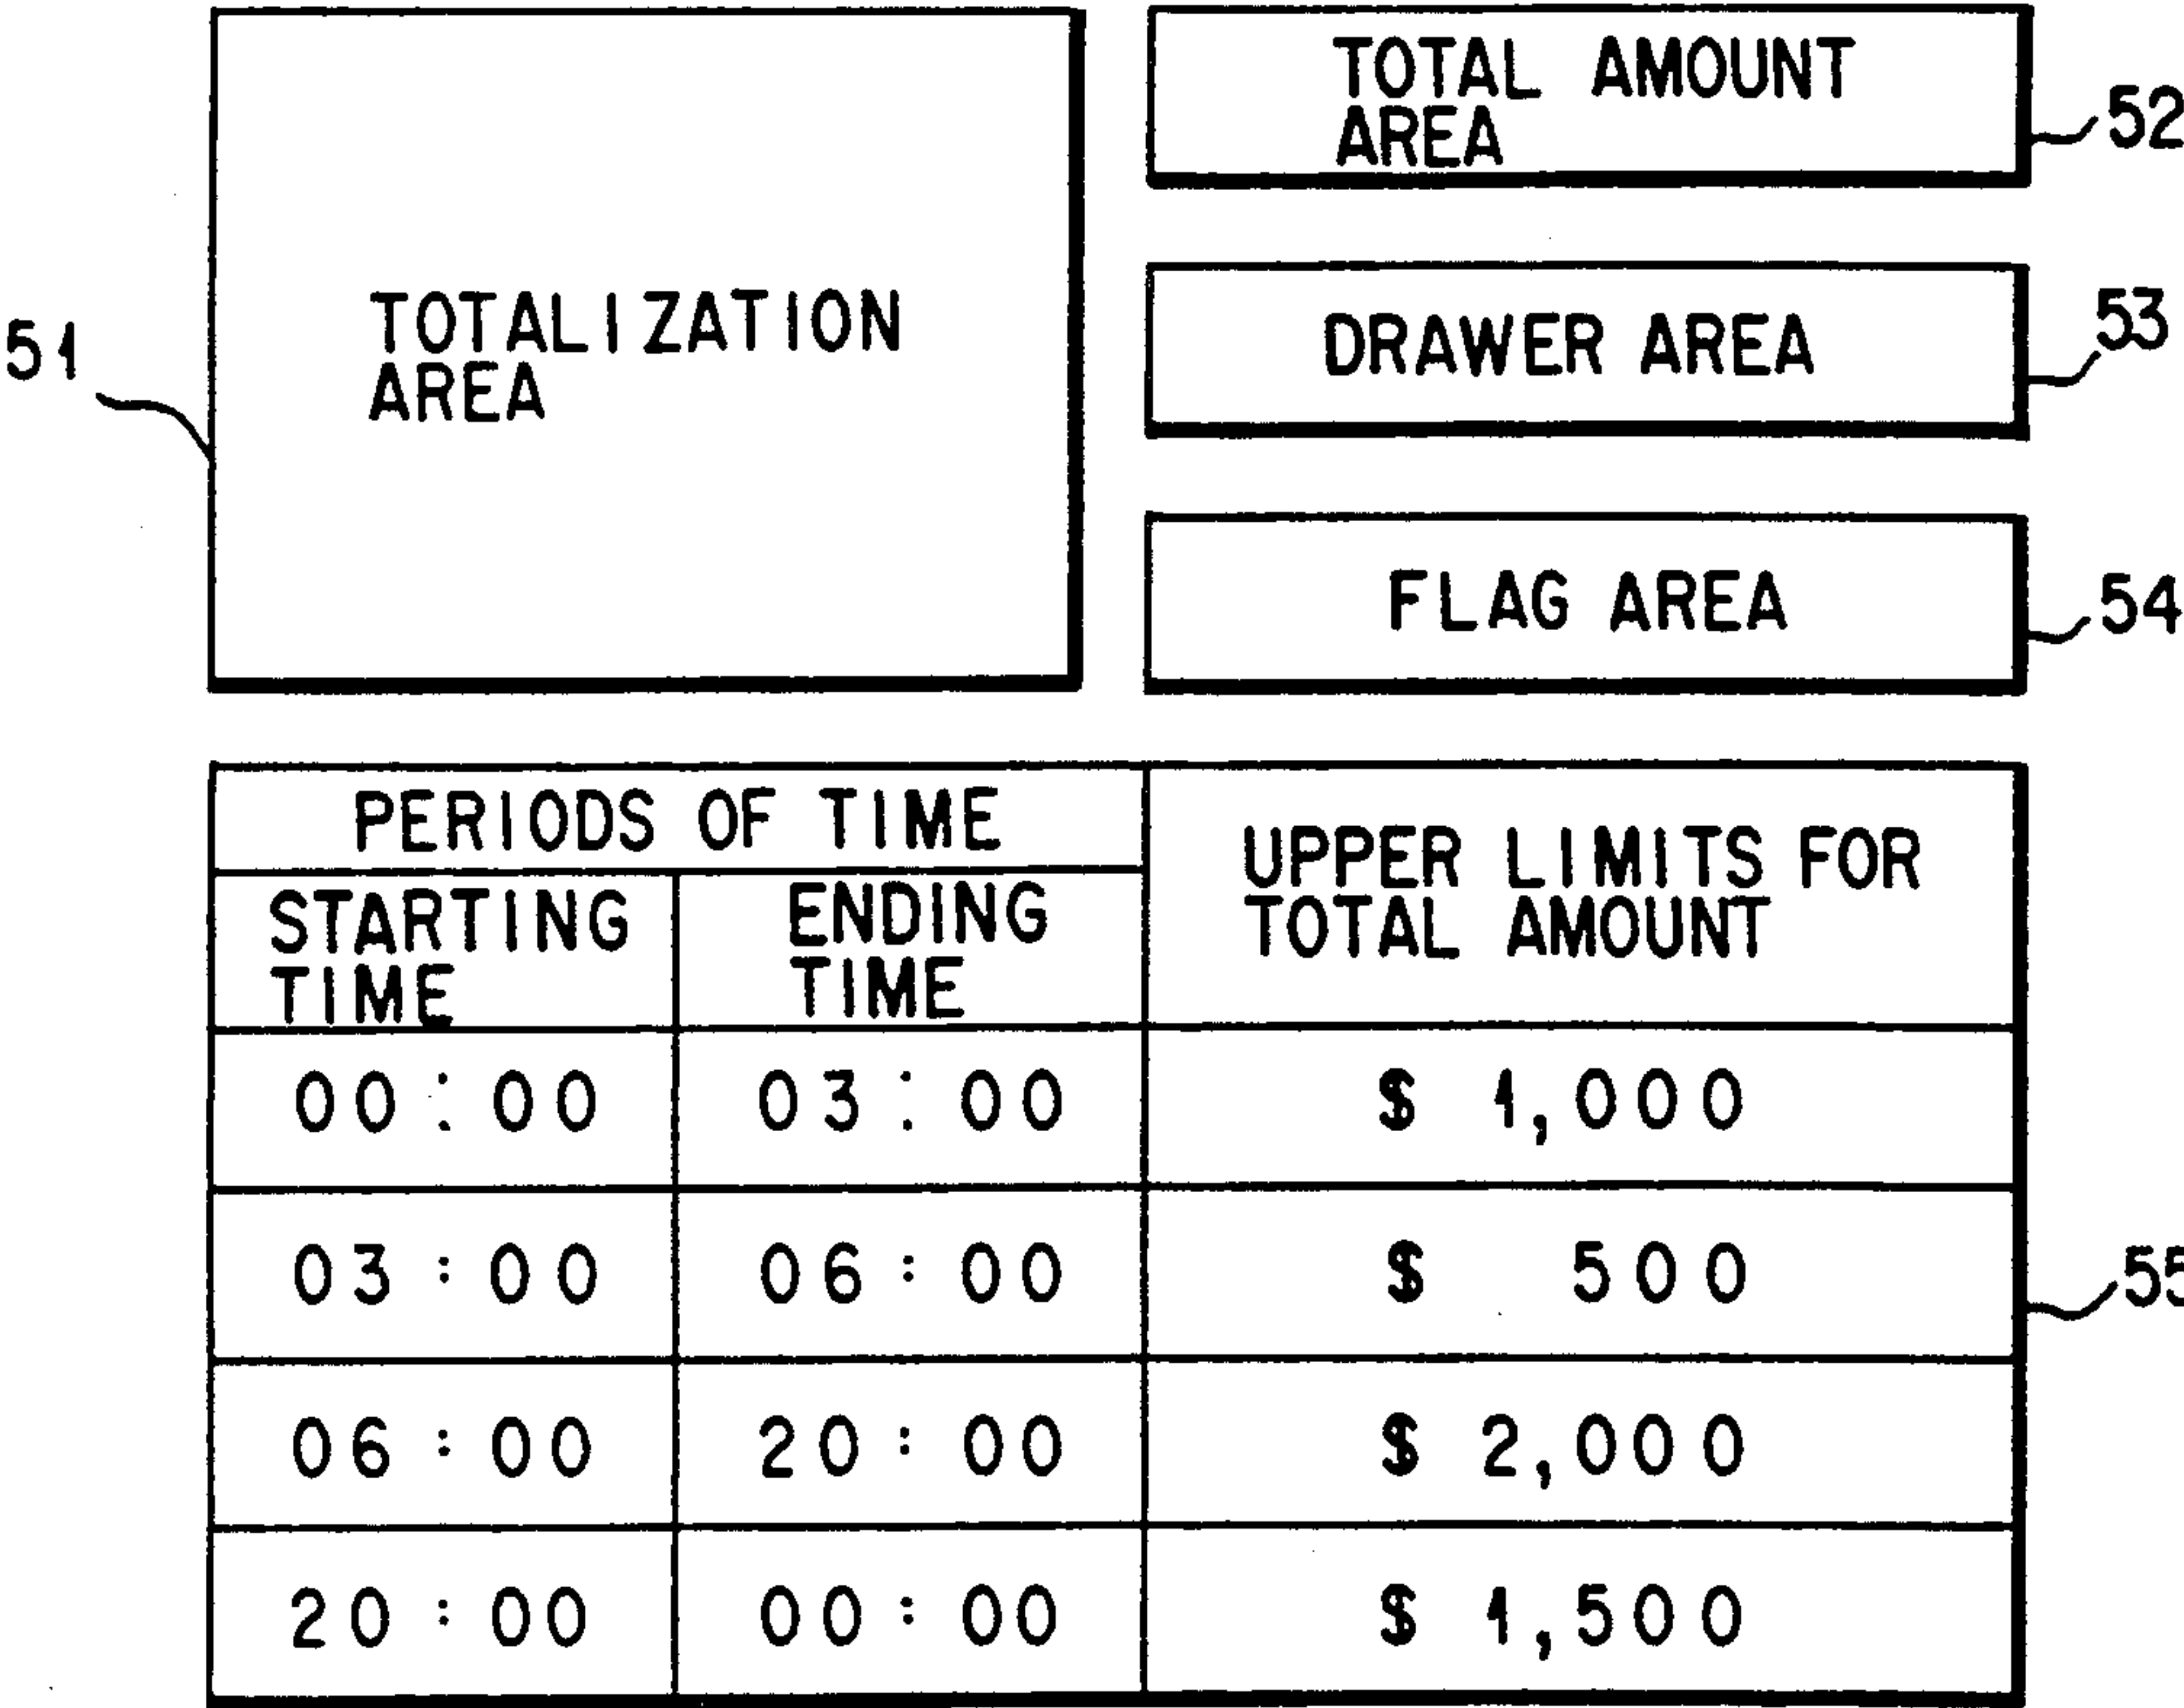 51
TOTALIZATION
AREA
TOTAL AMOUNT
AREA
52
DRAWER AREA
53
FLAG AREA
54
PERIODS OF TIME
UPPER LIMITS FOR
TOTAL AMOUNT
STARTING
TIME
ENDING
TIME
00:00 03:00 $ 1,000
03:00 06:00 $ 500
06:00 20:00 $ 2,000
20:00 00:00 $ 1,500
55